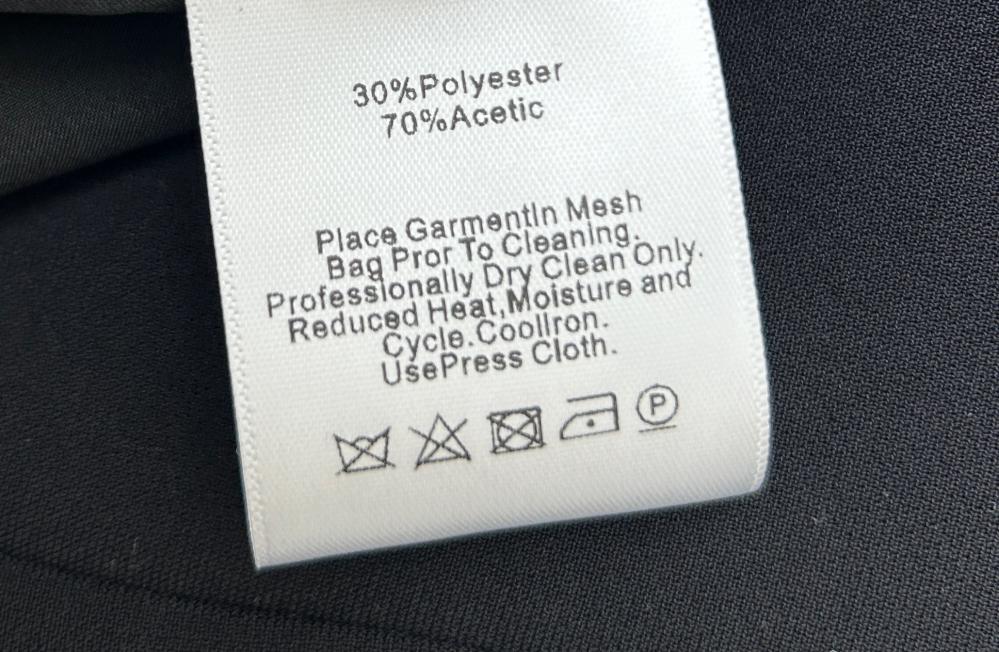 30%Polyester
70%Acetic
Place GarmentIn Mesh
Bag Pror To Cleaning.
Professionally Dry Clean Only.
Reduced Heat,Moisture and
Cycle.CoolIron.
UsePress Cloth.
P